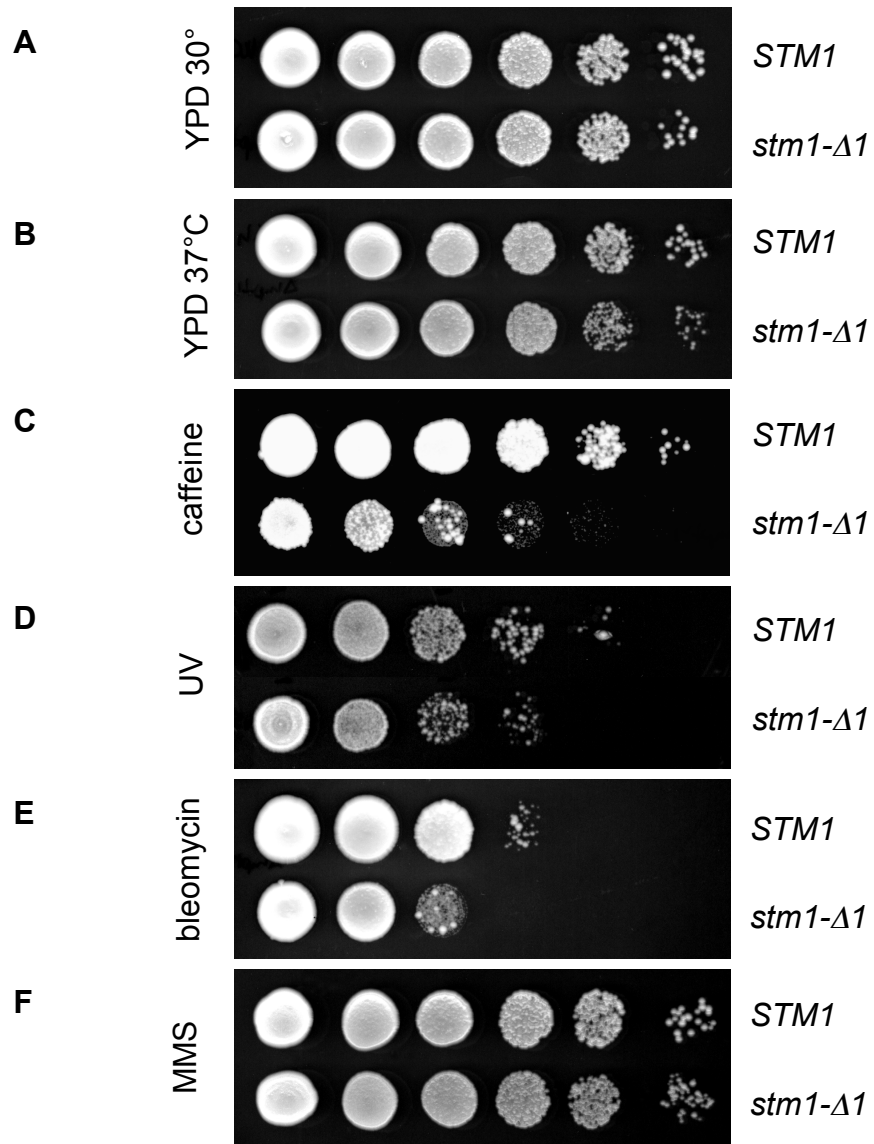 A
YPD 30°
STM1
stm1-Δ1
B
YPD 37°C
STM1
stm1-Δ1
C
caffeine
STM1
stm1-Δ1
D
UV
STM1
stm1-Δ1
E
bleomycin
STM1
stm1-Δ1
F
MMS
STM1
stm1-Δ1